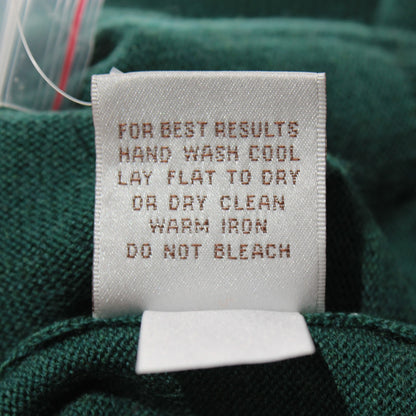 FOR BEST RESULTS
HAND WASH COOL
LAY FLAT TO DRY
OR DRY CLEAN
WARM IRON
DO NOT BLEACH